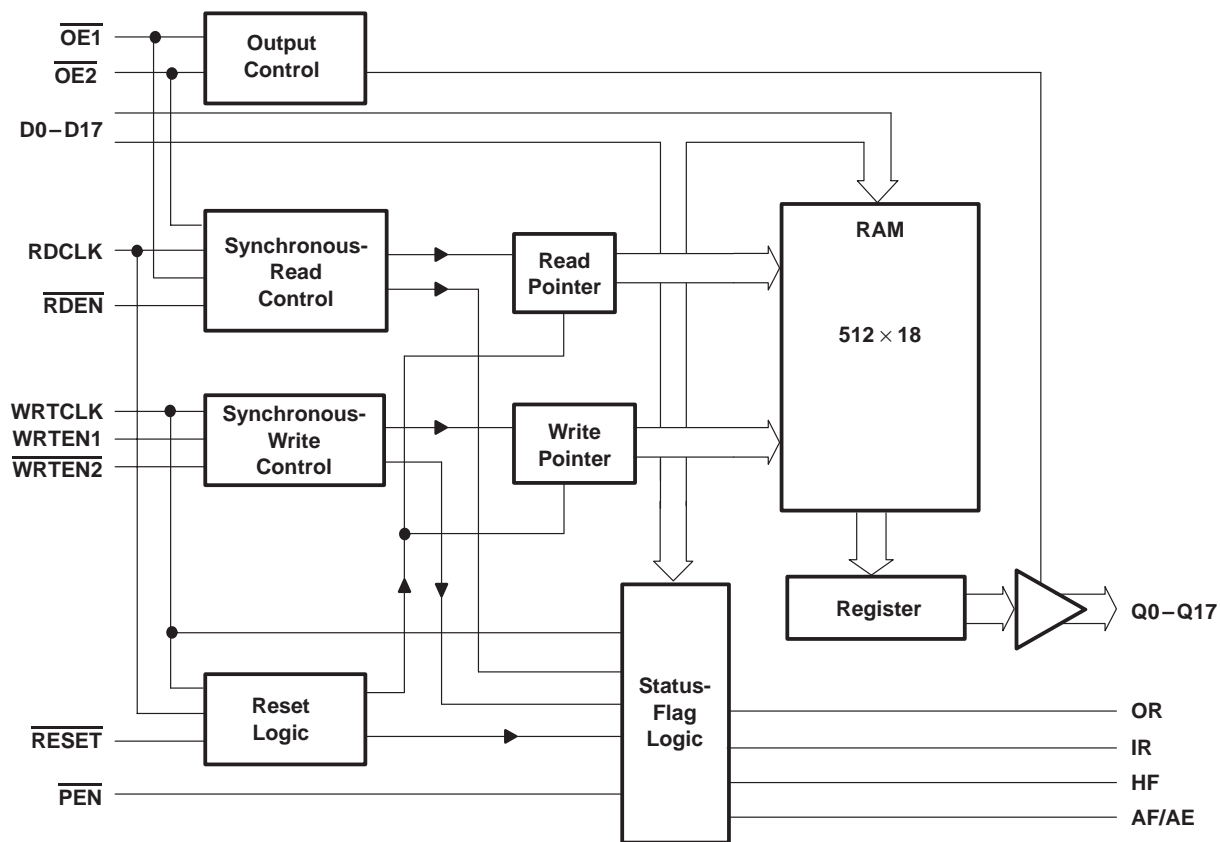 OE1
OE2
Output
Control
D0–D17
RDCLK
RDEN
Synchronous-
Read
Control
Read
Pointer
RAM
512 × 18
WRTCLK
WRTEN1
WRTEN2
Synchronous-
Write
Control
Write
Pointer
Register
Q0–Q17
RESET
PEN
Reset
Logic
Status-
Flag
Logic
OR
IR
HF
AF/AE